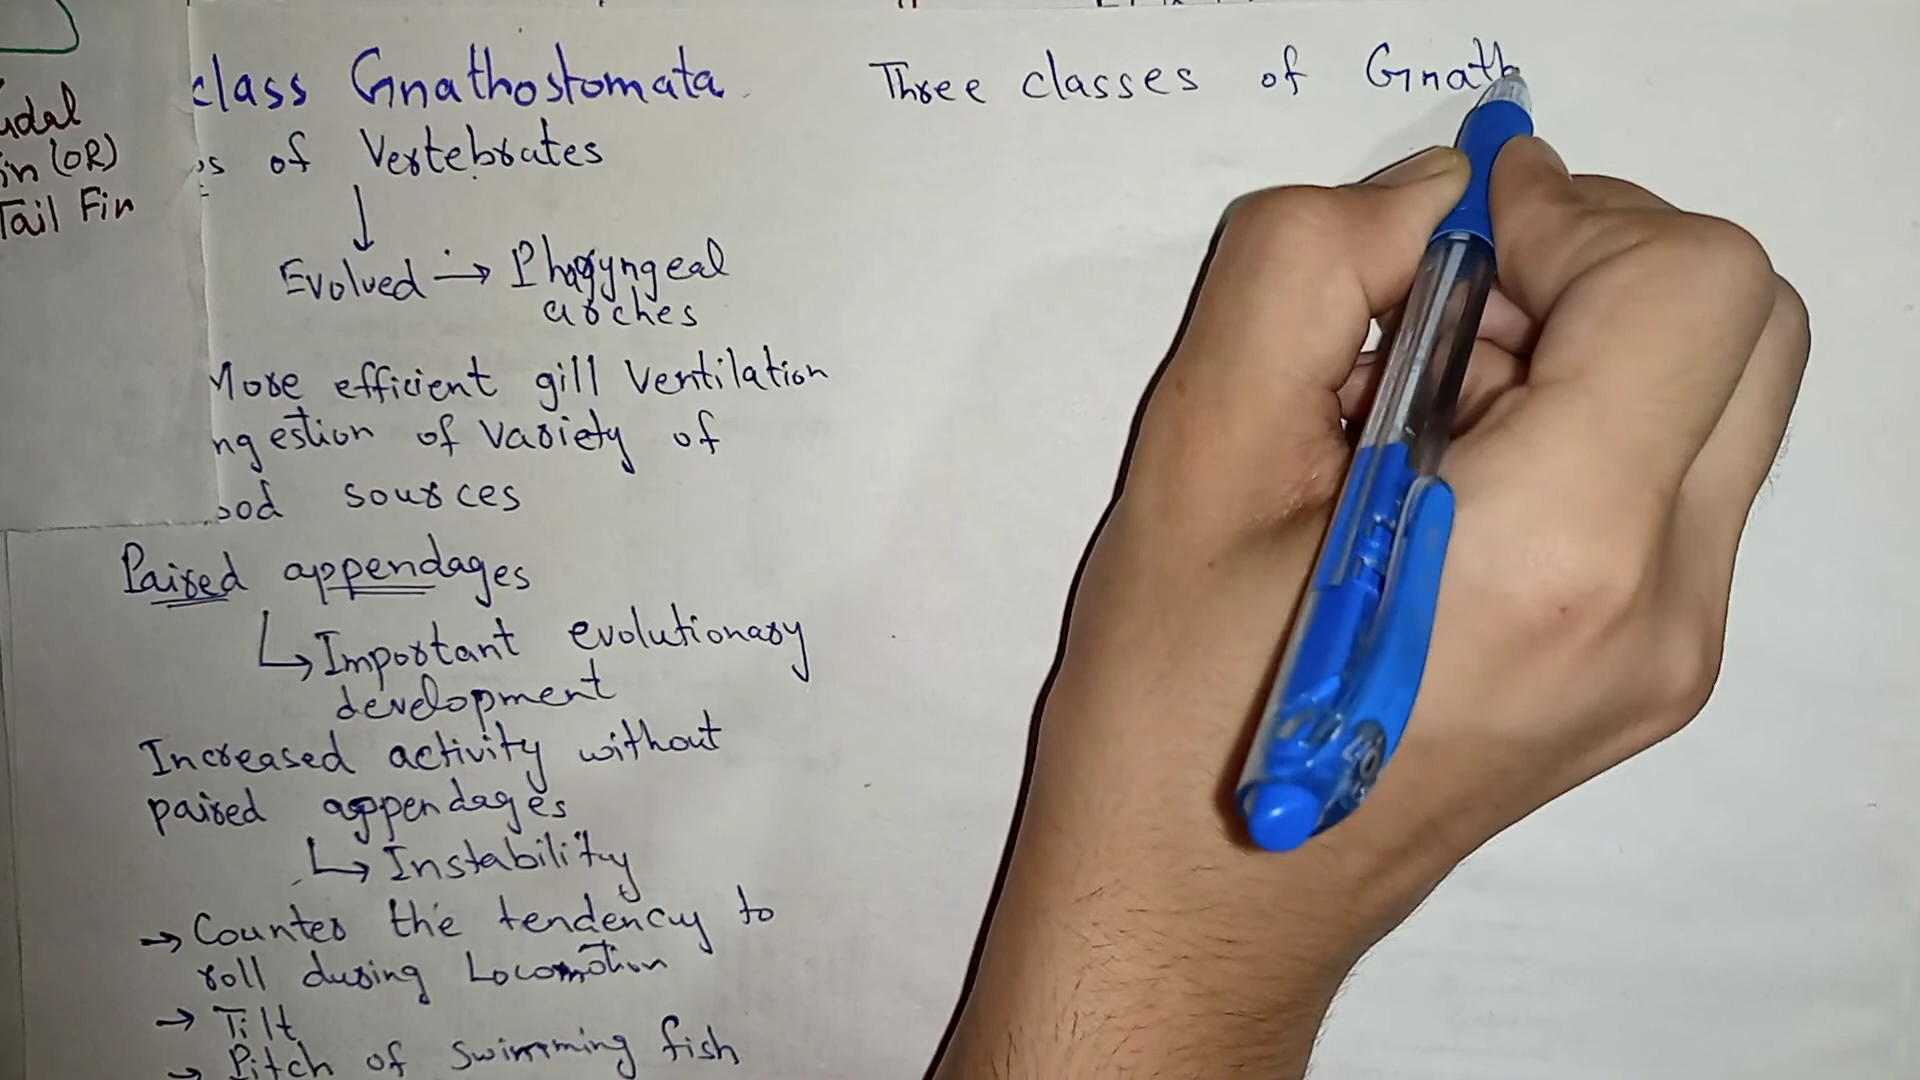 udal
in (OR)
Tail Fin
class Gnathostomata
s of Vertebrates
Evolved → Pharyngeal
arches
More efficient gill Ventilation
ngestion of Variety of
ood sources
Paired appendages
Important evolutionary
development
Increased activity without
paired appendages
Instability
→ Counter the tendency to
roll during Locomotion
→ Tilt
→ Pitch of swimming fish
Three classes of Gnath